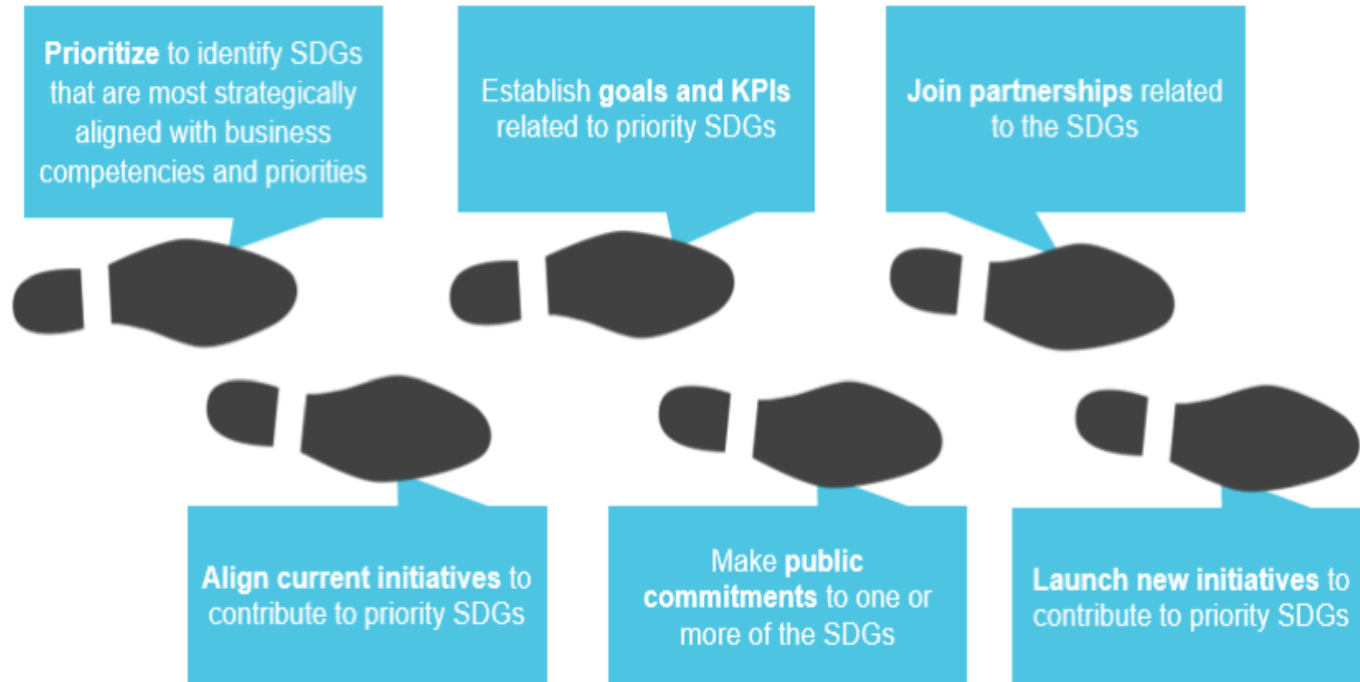 Prioritize to identify SDGs
that are most strategically
aligned with business
competencies and priorities
Establish goals and KPIs
related to priority SDGs
Join partnerships related
to the SDGs
Align current initiatives to
contribute to priority SDGs
Make public
commitments to one or
more of the SDGs
Launch new initiatives to
contribute to priority SDGs